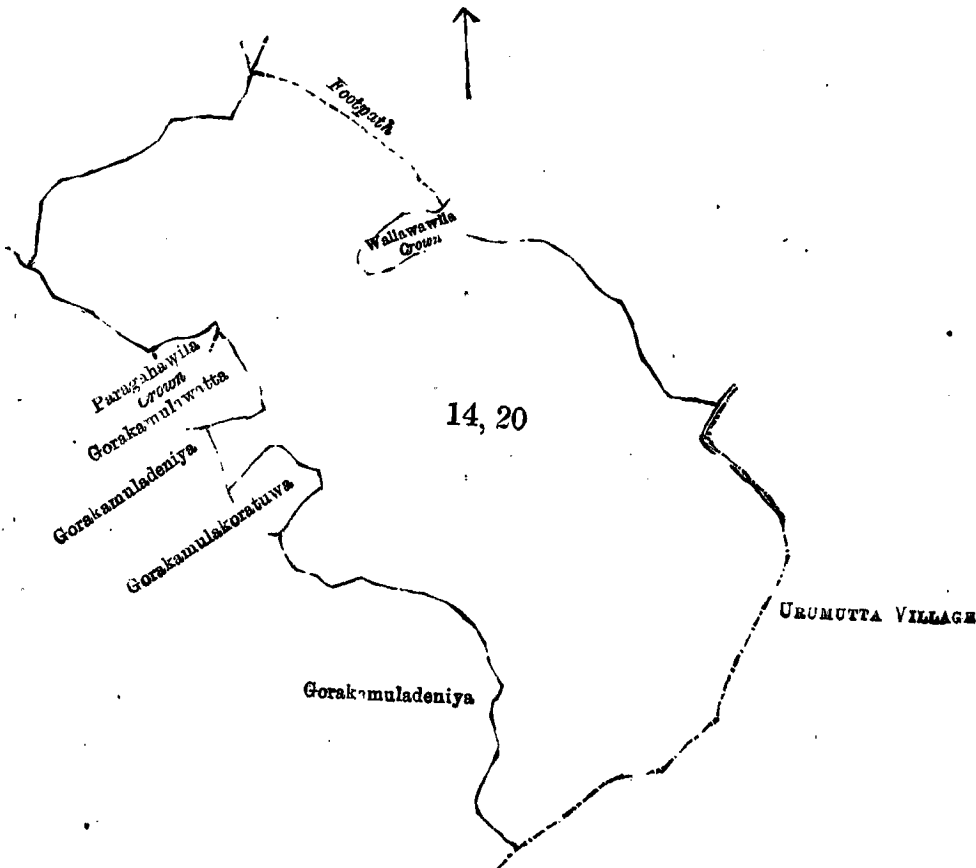 Footpath
Wallawawila
Crown
Paragahawila
Crown
Gorakamulawatta
14, 20
Gorakamuladeniya
Gorakamulakoratuwa
URUMUTTA VILLAGE
Gorakamuladeniya